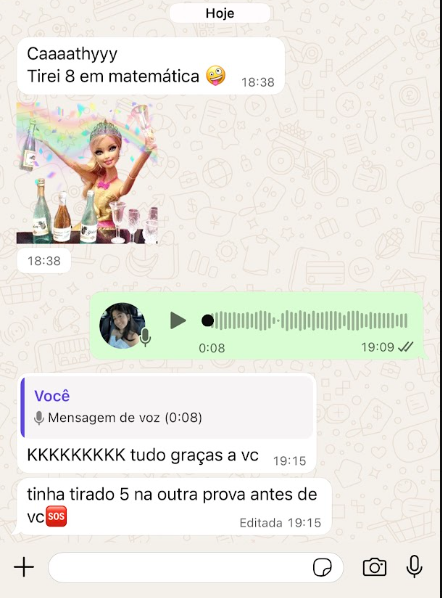 Hoje
Caaaathyyy
Tirei 8 em matemática 🤪
18:38
18:38
0:08
19:09
Você
Mensagem de voz (0:08)
KKKKKKKKK tudo graças a vc
19:15
tinha tirado 5 na outra prova antes de
vc🆘
Editada 19:15